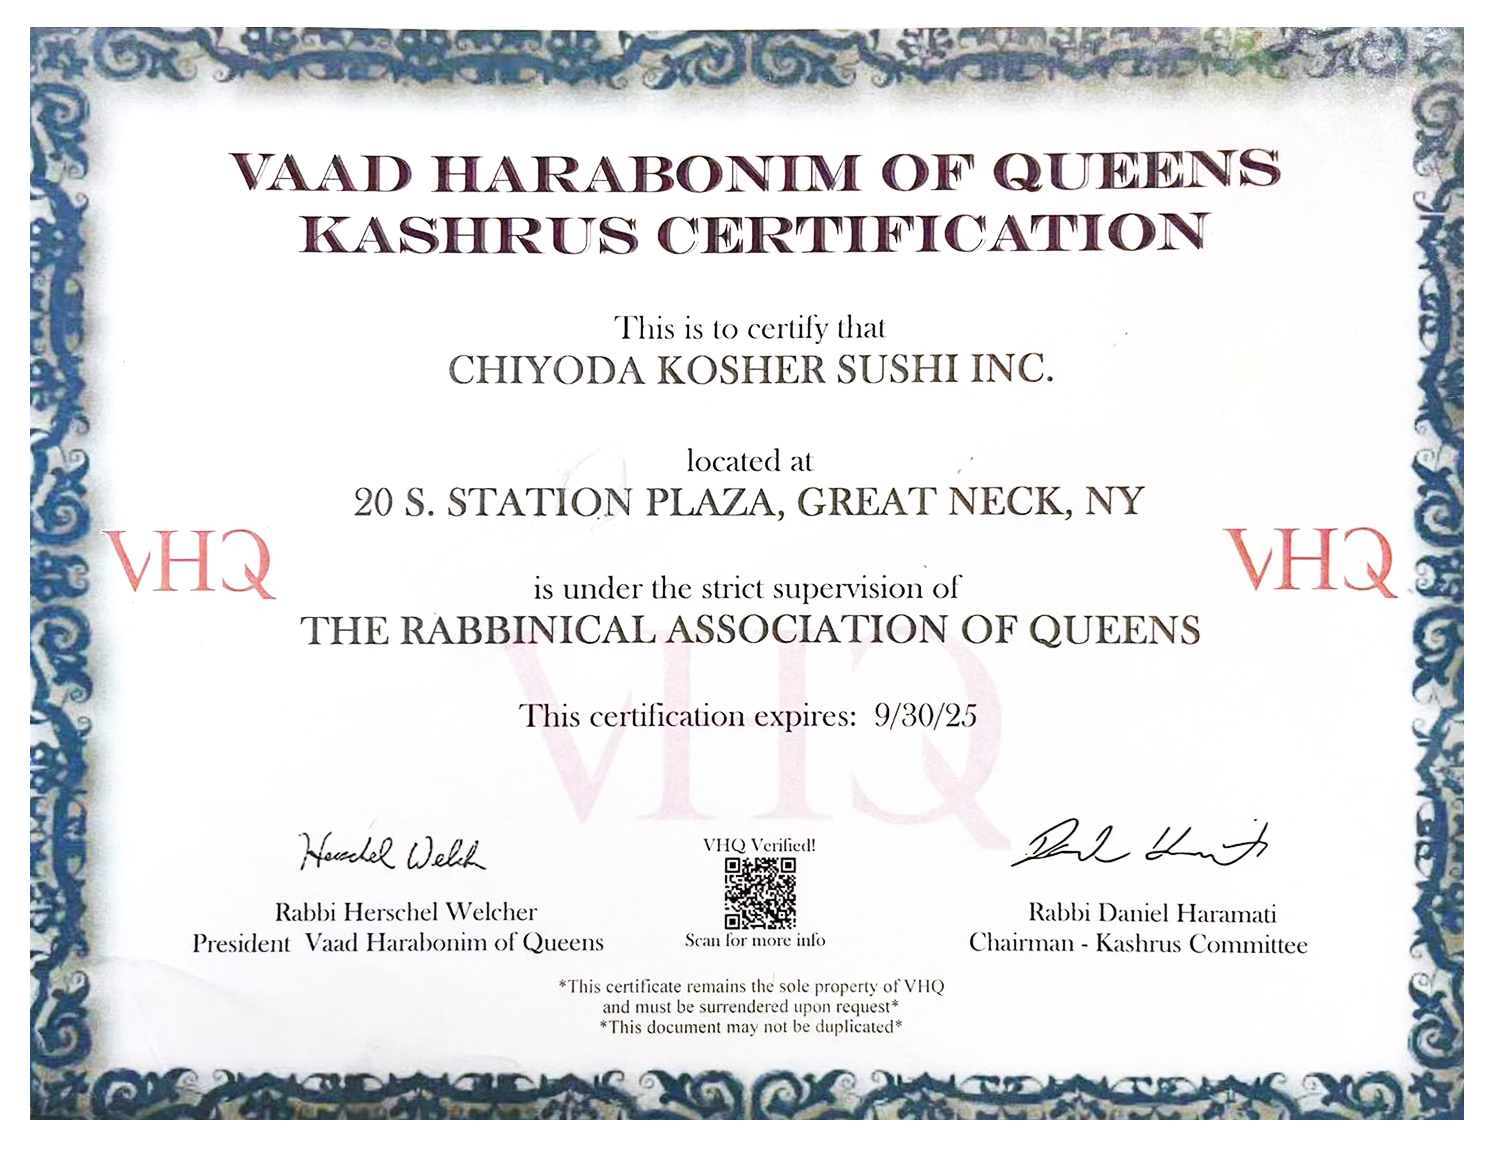 VAAD HARABONIM OF QUEENS
KASHRUS CERTIFICATION
This is to certify that
CHIYODA KOSHER SUSHI INC.
located at
20 S. STATION PLAZA, GREAT NECK, NY
VHQ
VHQ
is under the strict supervision of
THE RABBINICAL ASSOCIATION OF QUEENS
VHQ
This certification expires: 9/30/25
Herschel Welcher
Rabbi Herschel Welcher
President Vaad Harabonim of Queens
VHQ Verified!
Scan for more info
Rabbi Daniel Haramati
Chairman - Kashrus Committee
*This certificate remains the sole property of VHQ
and must be surrendered upon request*
*This document may not be duplicated*